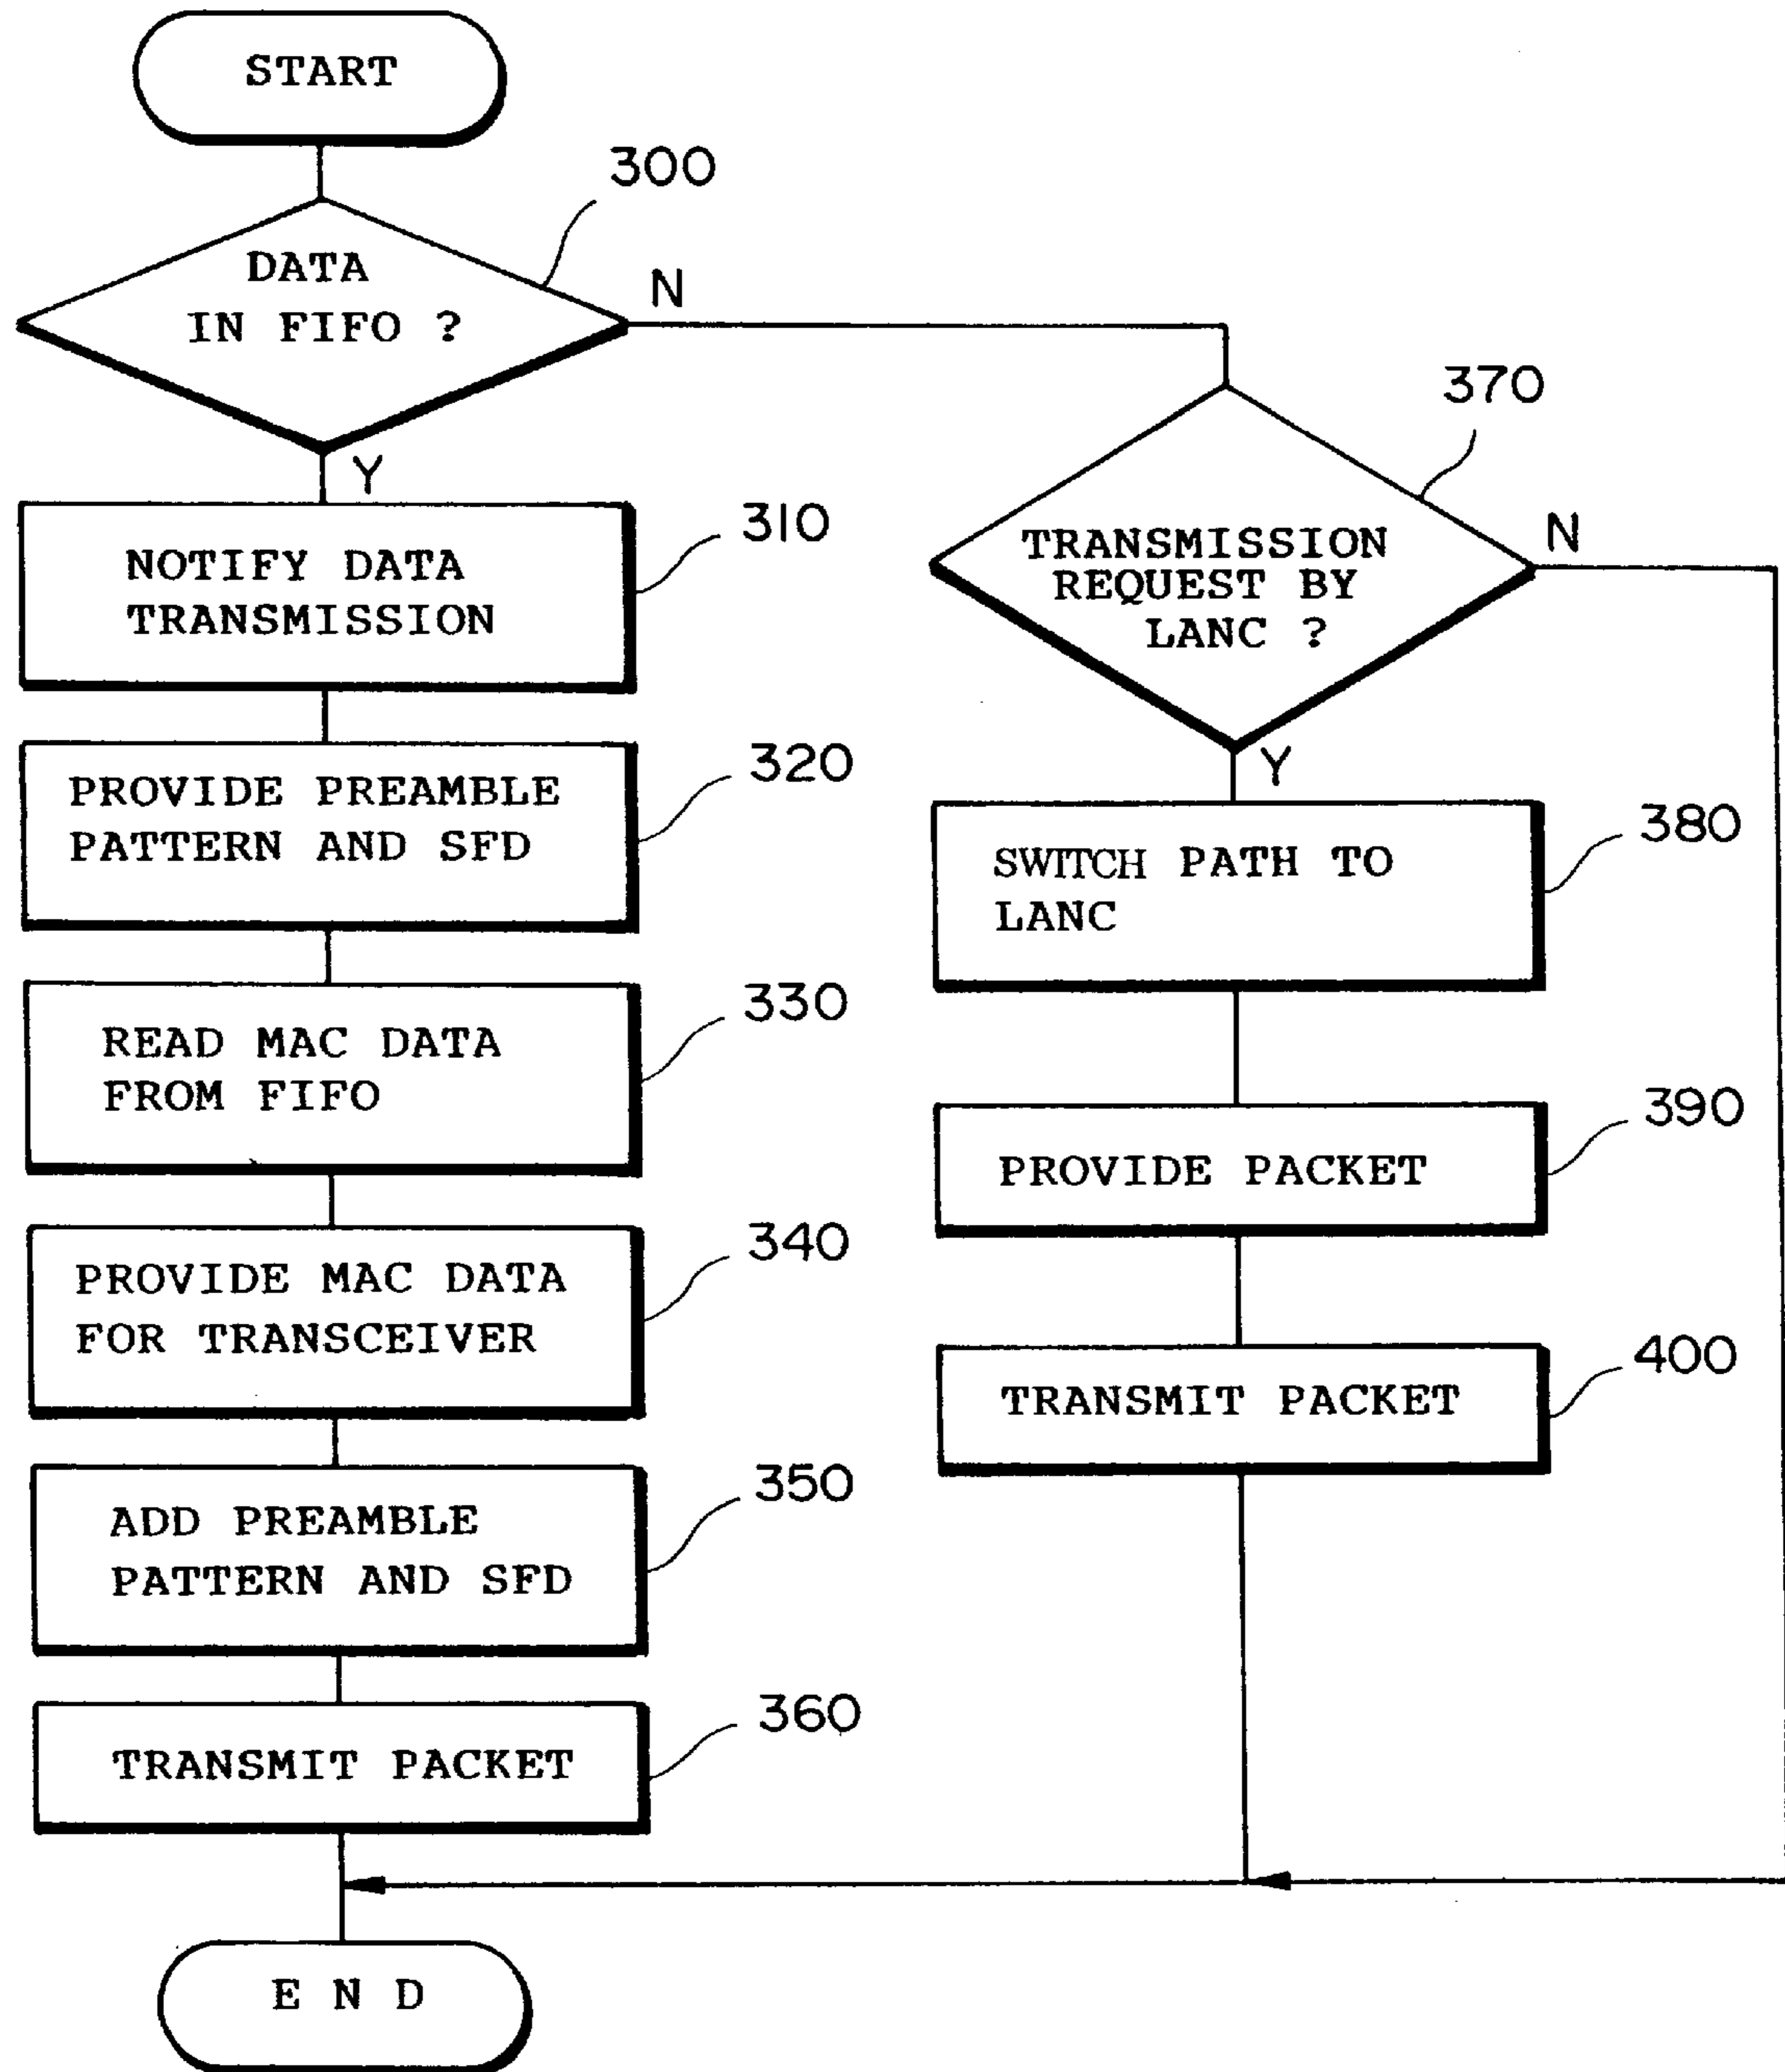 START
300
DATA
IN FIFO ?
N
Y
310
NOTIFY DATA
TRANSMISSION
320
PROVIDE PREAMBLE
PATTERN AND SFD
330
READ MAC DATA
FROM FIFO
340
PROVIDE MAC DATA
FOR TRANSCEIVER
350
ADD PREAMBLE
PATTERN AND SFD
360
TRANSMIT PACKET
370
TRANSMISSION
REQUEST BY
LANC ?
N
Y
380
SWITCH PATH TO
LANC
390
PROVIDE PACKET
400
TRANSMIT PACKET
E N D